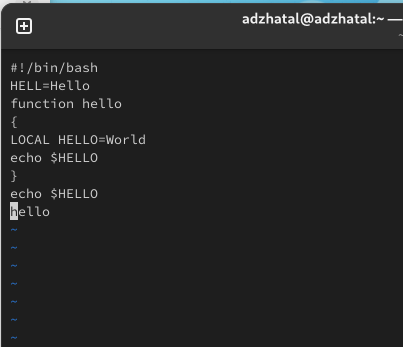 adzhatal@adzhatal:~ —
#!/bin/bash
HELL=Hello
function hello
{
LOCAL HELLO=World
echo $HELLO
}
echo $HELLO
hello
~
~
~
~
~
~
~